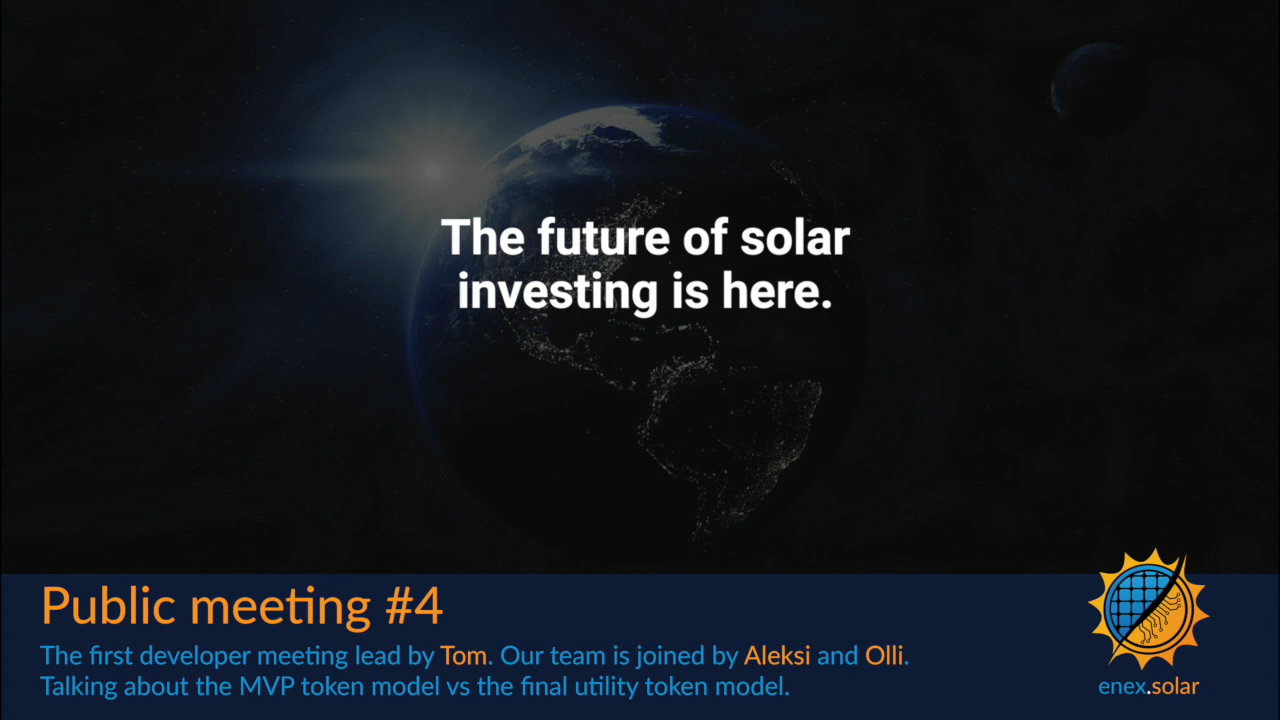 The future of solar
investing is here.
Public meeting #4
The first developer meeting lead by Tom. Our team is joined by Aleksi and Olli.
Talking about the MVP token model vs the final utility token model.
enex.solar